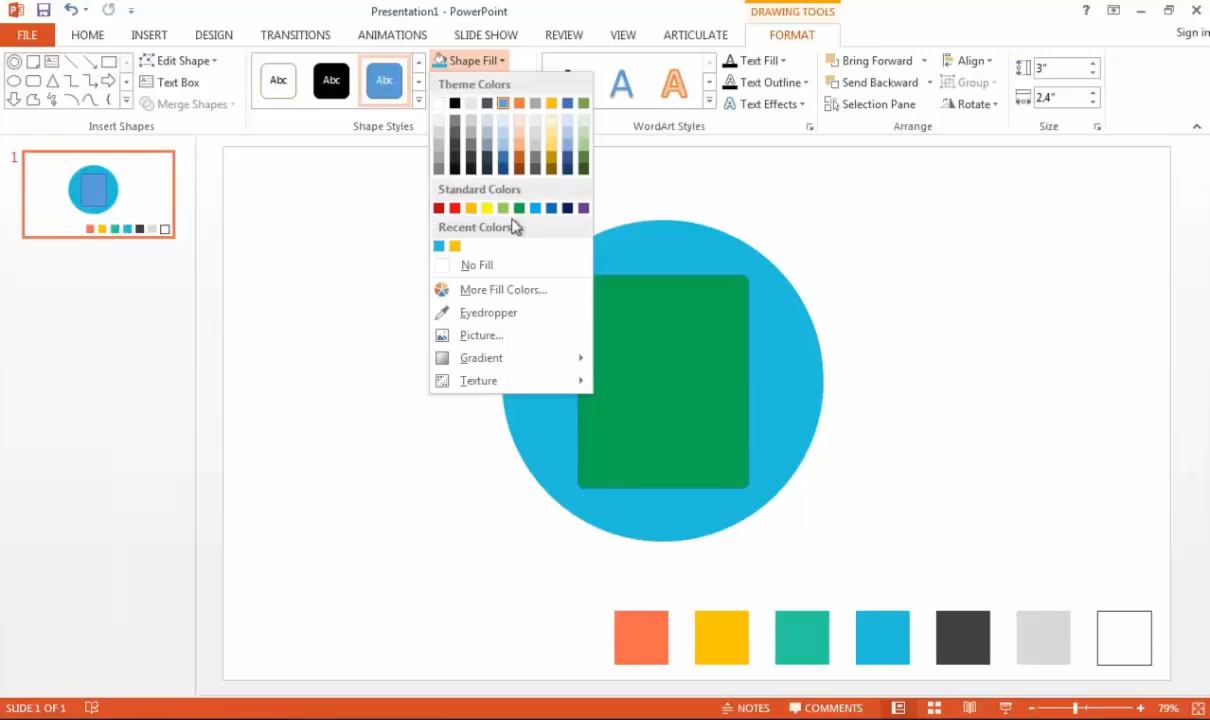 Presentation1 - PowerPoint
DRAWING TOOLS
?
FILE HOME INSERT DESIGN TRANSITIONS ANIMATIONS SLIDE SHOW REVIEW VIEW ARTICULATE FORMAT Sign in
Edit Shape
Text Box
Merge Shapes
Insert Shapes
Abc Abc Abc
Shape Styles
Shape Fill
A A
WordArt Styles
Text Fill
Text Outline
Text Effects
Bring Forward
Send Backward
Selection Pane
Align
Group
Rotate
Arrange
3"
2.4"
Size
Theme Colors
Standard Colors
Recent Colors
No Fill
More Fill Colors...
Eyedropper
Picture...
Gradient
Texture
1
SLIDE 1 OF 1
NOTES
COMMENTS
79%